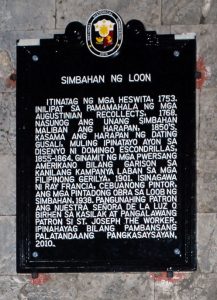 SIMBAHAN NG LOON
ITINATAG NG MGA HESWITA, 1753.
INILIPAT SA PAMAMAHALA NG MGA
AUGUSTINIAN RECOLLECTS, 1768.
NASUNOG ANG UNANG SIMBAHAN
MALIBAN ANG HARAPAN, 1850'S.
KASAMA ANG HARAPAN NG DATING
GUSALI, MULING IPINATAYO AYON SA
DISENYO NI DOMINGO ESCONDRILLAS,
1855-1864. GINAMIT NG MGA PWERSANG
AMERIKANO BILANG GARISON SA
KANILANG KAMPANYA LABAN SA MGA
FILIPINONG GERILYA, 1901. ISINAGAWA
NI RAY FRANCIA, CEBUANONG PINTOR,
ANG MGA PINTADONG OBRA SA LOOB NG
SIMBAHAN, 1938. PANGUNAHING PATRON
ANG NUESTRA SEÑORA DE LA LUZ O
BIRHEN SA KASILAK AT PANGALAWANG
PATRON SI ST. JOSEPH THE WORKER.
IPINAHAYAG BILANG PAMBANSANG
PALATANDAANG PANGKASAYSAYAN,
2010.